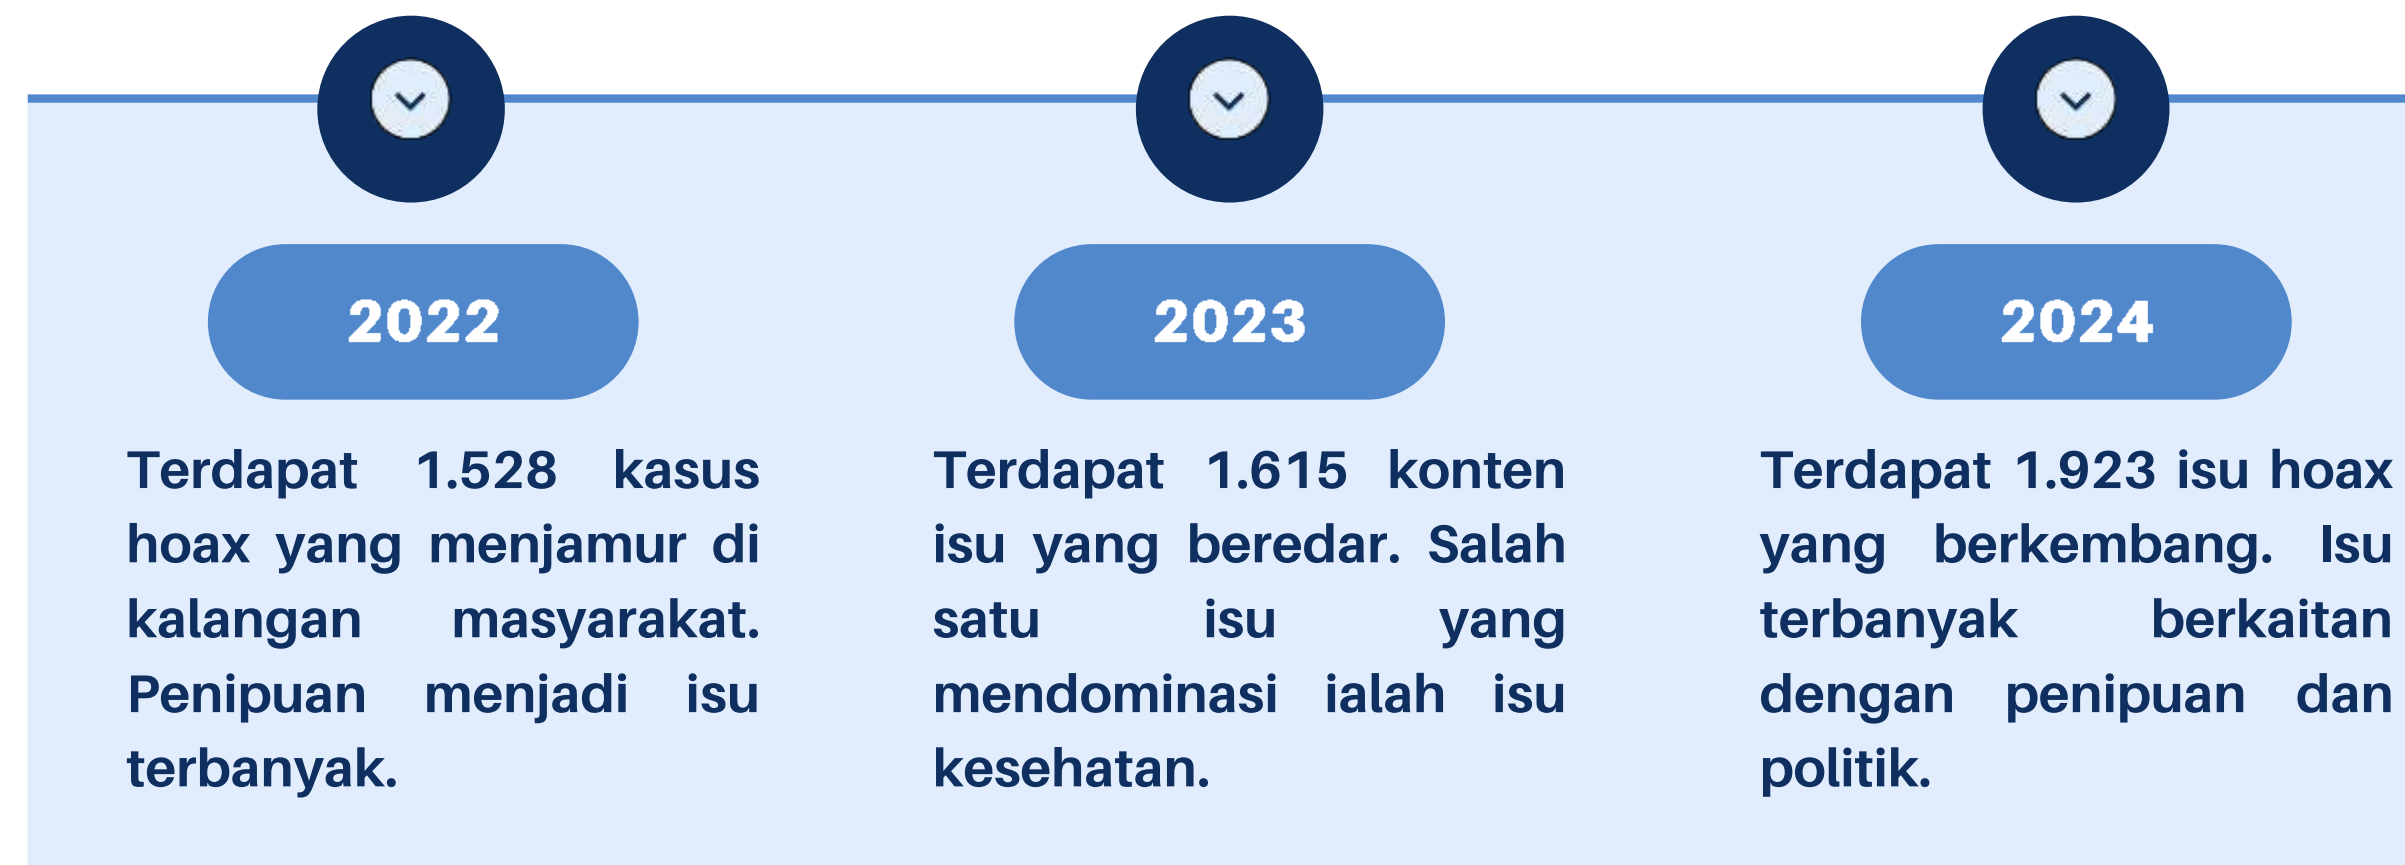 2022
Terdapat 1.528 kasus
hoax yang menjamur di
kalangan masyarakat.
Penipuan menjadi isu
terbanyak.
2023
Terdapat 1.615 konten
isu yang beredar. Salah
satu isu yang
mendominasi ialah isu
kesehatan.
2024
Terdapat 1.923 isu hoax
yang berkembang. Isu
terbanyak berkaitan
dengan penipuan dan
politik.